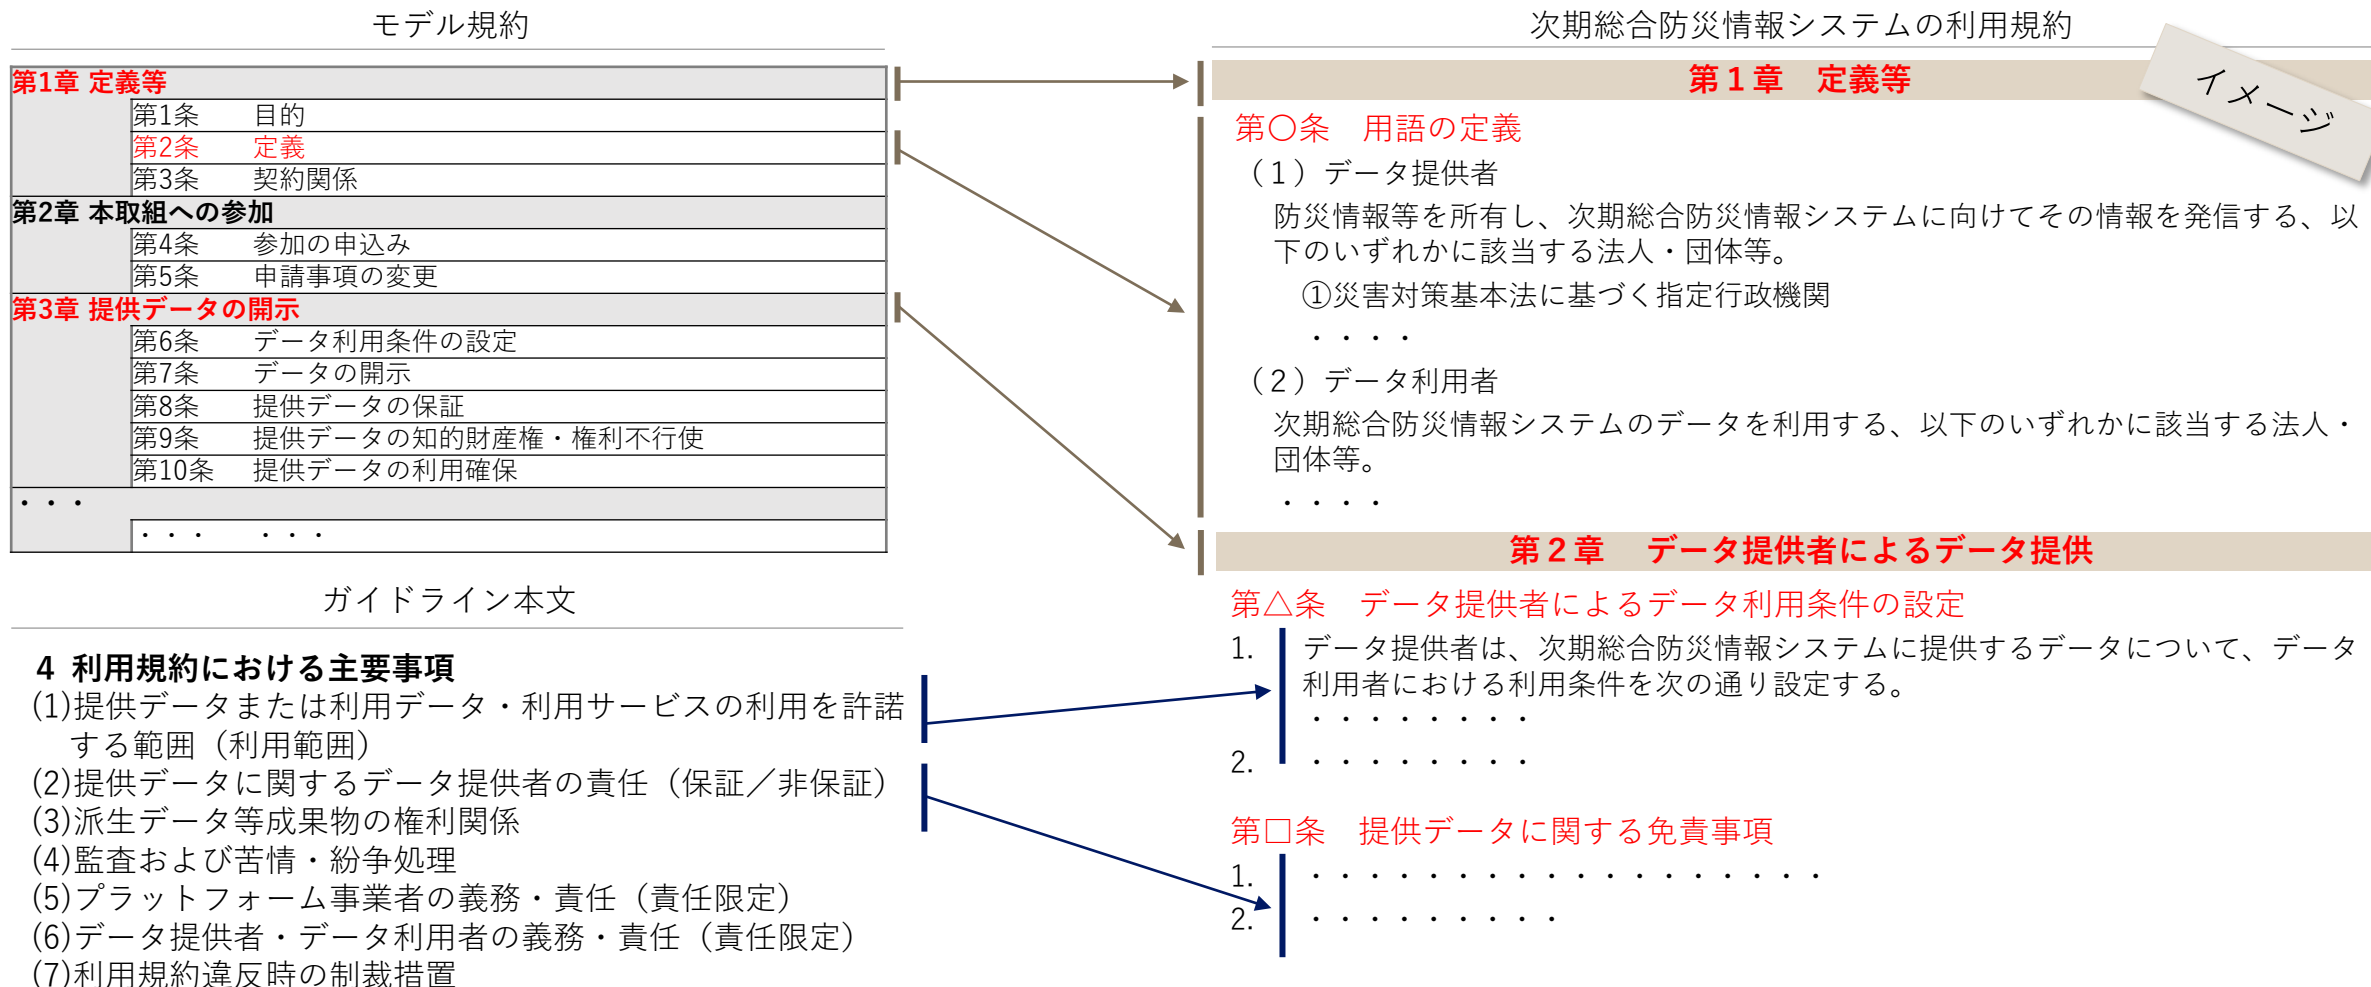 モデル規約
第1章 定義等
第1条 目的
第2条 定義
第3条 契約関係
第2章 本取組への参加
第4条 参加の申込み
第5条 申請事項の変更
第3章 提供データの開示
第6条 データ利用条件の設定
第7条 データの開示
第8条 提供データの保証
第9条 提供データの知的財産権・権利不行使
第10条 提供データの利用確保
・・・
・・・ ・・・
ガイドライン本文
4 利用規約における主要事項
(1)提供データまたは利用データ・利用サービスの利用を許諾
する範囲（利用範囲）
(2)提供データに関するデータ提供者の責任（保証／非保証）
(3)派生データ等成果物の権利関係
(4)監査および苦情・紛争処理
(5)プラットフォーム事業者の義務・責任（責任限定）
(6)データ提供者・データ利用者の義務・責任（責任限定）
(7)利用規約違反時の制裁措置
次期総合防災情報システムの利用規約
イメージ
第１章　定義等
第〇条　用語の定義
（１）データ提供者
防災情報等を所有し、次期総合防災情報システムに向けてその情報を発信する、以
下のいずれかに該当する法人・団体等。
①災害対策基本法に基づく指定行政機関
・・・・
（２）データ利用者
次期総合防災情報システムのデータを利用する、以下のいずれかに該当する法人・
団体等。
・・・・
第２章　データ提供者によるデータ提供
第△条　データ提供者によるデータ利用条件の設定
1. データ提供者は、次期総合防災情報システムに提供するデータについて、データ
利用者における利用条件を次の通り設定する。
・・・・・・・・
2. ・・・・・・・・
第□条　提供データに関する免責事項
1. ・・・・・・・・・・・・・・・・・・
2. ・・・・・・・・・